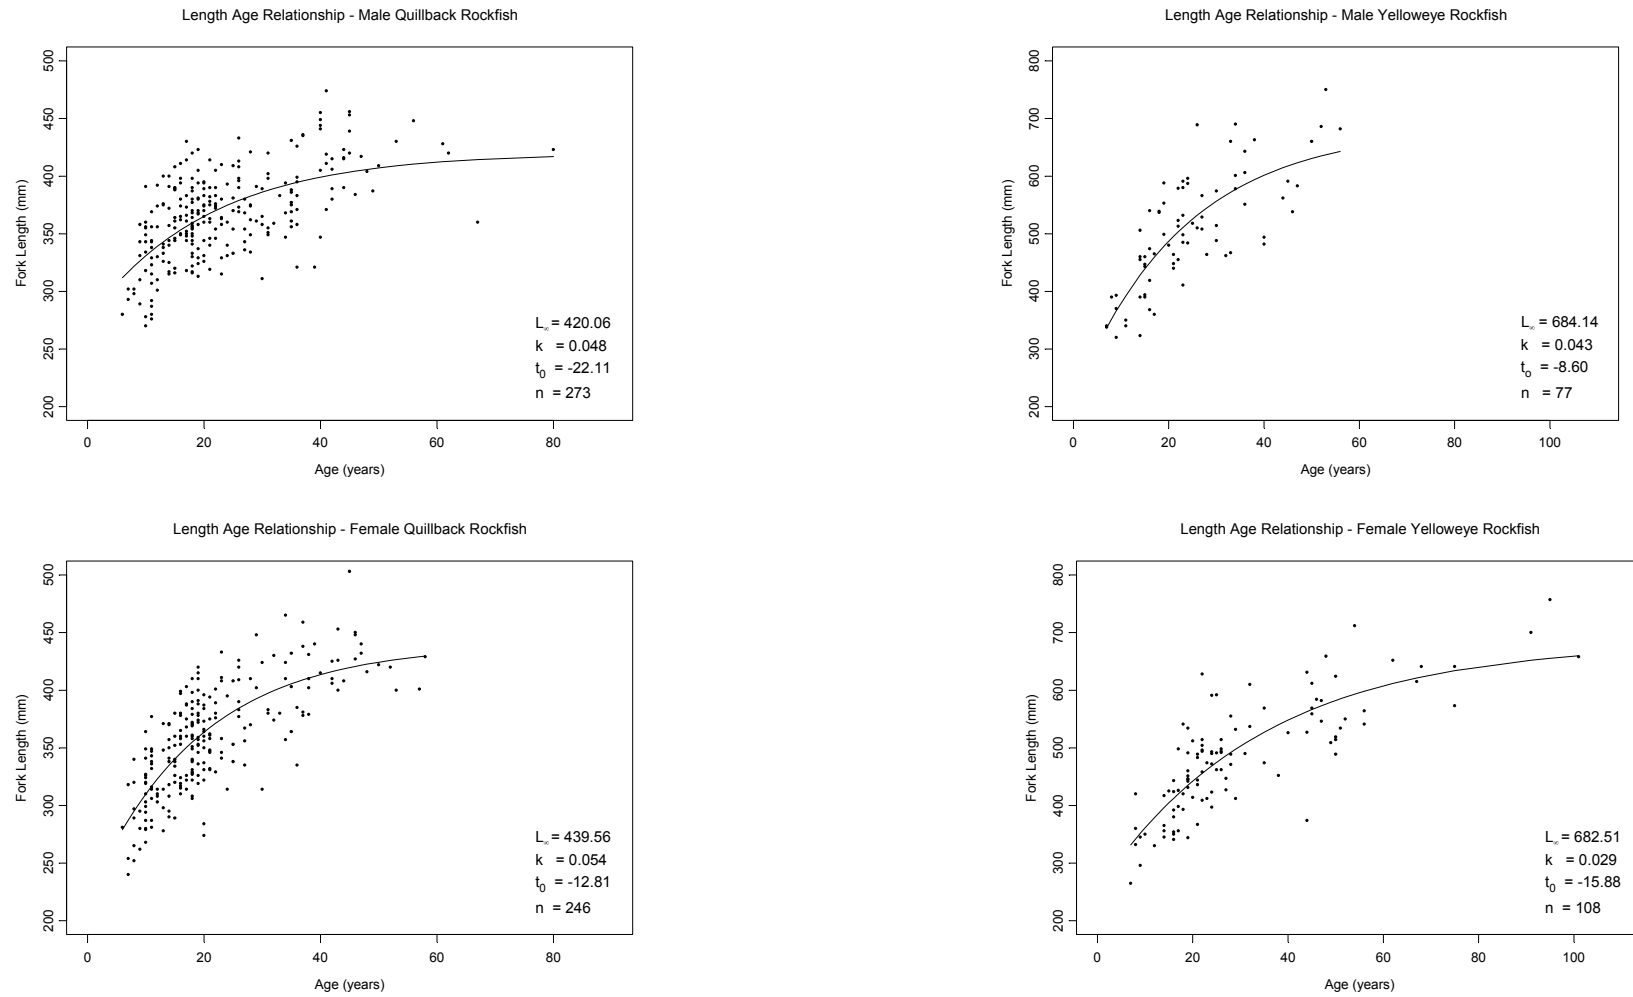 Length Age Relationship - Male Quillback Rockfish
Fork Length (mm)
500
450
400
350
300
250
200
L∞ = 420.06
k = 0.048
t0 = -22.11
n = 273
0 20 40 60 80
Age (years)
Length Age Relationship - Male Yelloweye Rockfish
Fork Length (mm)
800
700
600
500
400
300
200
L∞ = 684.14
k = 0.043
to = -8.60
n = 77
0 20 40 60 80 100
Age (years)
Length Age Relationship - Female Quillback Rockfish
Fork Length (mm)
500
450
400
350
300
250
200
L∞ = 439.56
k = 0.054
t0 = -12.81
n = 246
0 20 40 60 80
Age (years)
Length Age Relationship - Female Yelloweye Rockfish
Fork Length (mm)
800
700
600
500
400
300
200
L∞ = 682.51
k = 0.029
t0 = -15.88
n = 108
0 20 40 60 80 100
Age (years)